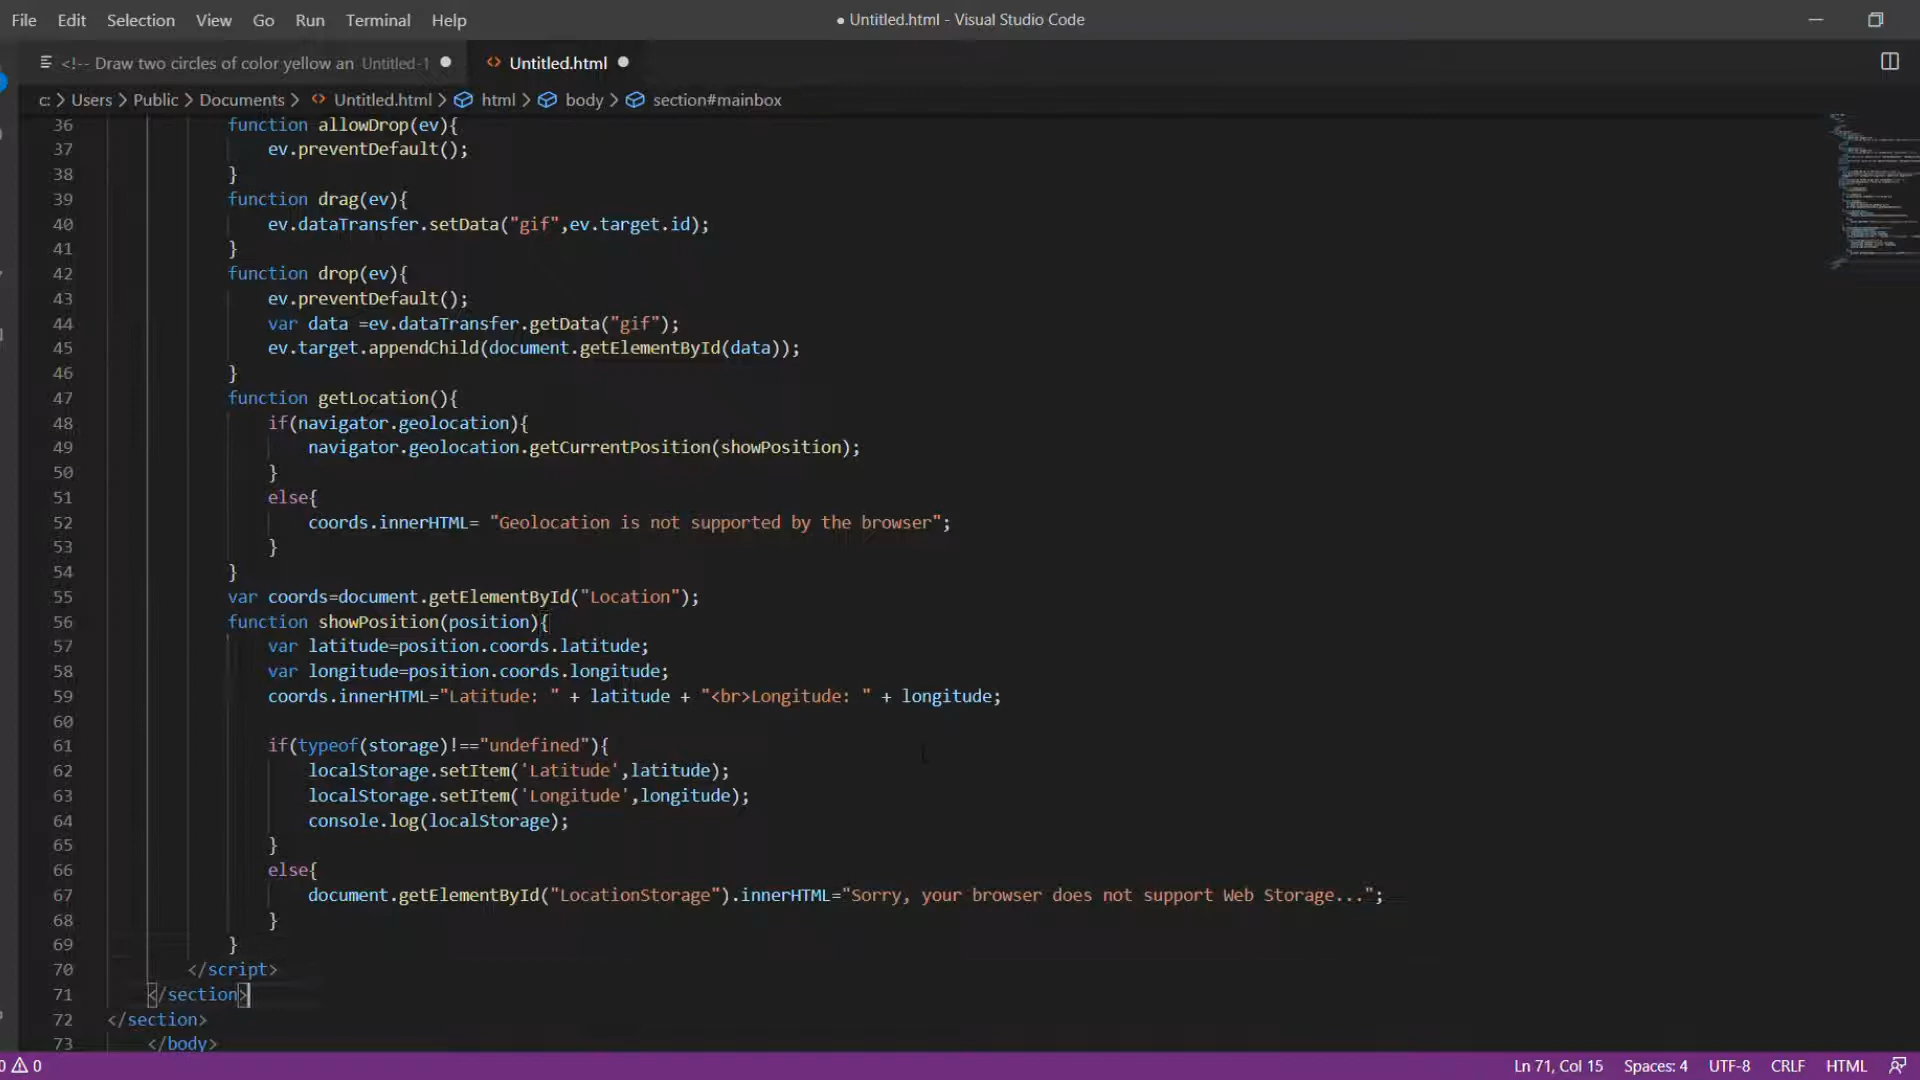 File Edit Selection View Go Run Terminal Help
● Untitled.html - Visual Studio Code
<!-- Draw two circles of color yellow an Untitled-1 ●
<> Untitled.html ●
c: > Users > Public > Documents > <> Untitled.html > html > body > section#mainbox
36 function allowDrop(ev){
37 ev.preventDefault();
38 }
39 function drag(ev){
40 ev.dataTransfer.setData("gif",ev.target.id);
41 }
42 function drop(ev){
43 ev.preventDefault();
44 var data =ev.dataTransfer.getData("gif");
45 ev.target.appendChild(document.getElementById(data));
46 }
47 function getLocation(){
48 if(navigator.geolocation){
49 navigator.geolocation.getCurrentPosition(showPosition);
50 }
51 else{
52 coords.innerHTML= "Geolocation is not supported by the browser";
53 }
54 }
55 var coords=document.getElementById("Location");
56 function showPosition(position){
57 var latitude=position.coords.latitude;
58 var longitude=position.coords.longitude;
59 coords.innerHTML="Latitude: " + latitude + "<br>Longitude: " + longitude;
60
61 if(typeof(storage)!=="undefined"){
62 localStorage.setItem('Latitude',latitude);
63 localStorage.setItem('Longitude',longitude);
64 console.log(localStorage);
65 }
66 else{
67 document.getElementById("LocationStorage").innerHTML="Sorry, your browser does not support Web Storage...";
68 }
69 }
70 </script>
71 </section>
72 </section>
73 </body>
0 0 Ln 71, Col 15 Spaces: 4 UTF-8 CRLF HTML